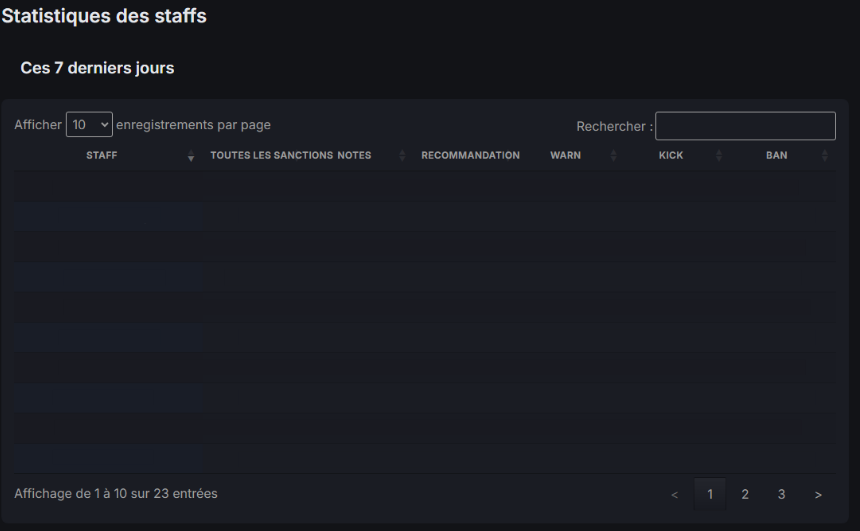 Statistiques des staffs
Ces 7 derniers jours
Afficher 10 enregistrements par page
Rechercher :
STAFF TOUTES LES SANCTIONS NOTES RECOMMANDATION WARN KICK BAN
Affichage de 1 à 10 sur 23 entrées
< 1 2 3 >